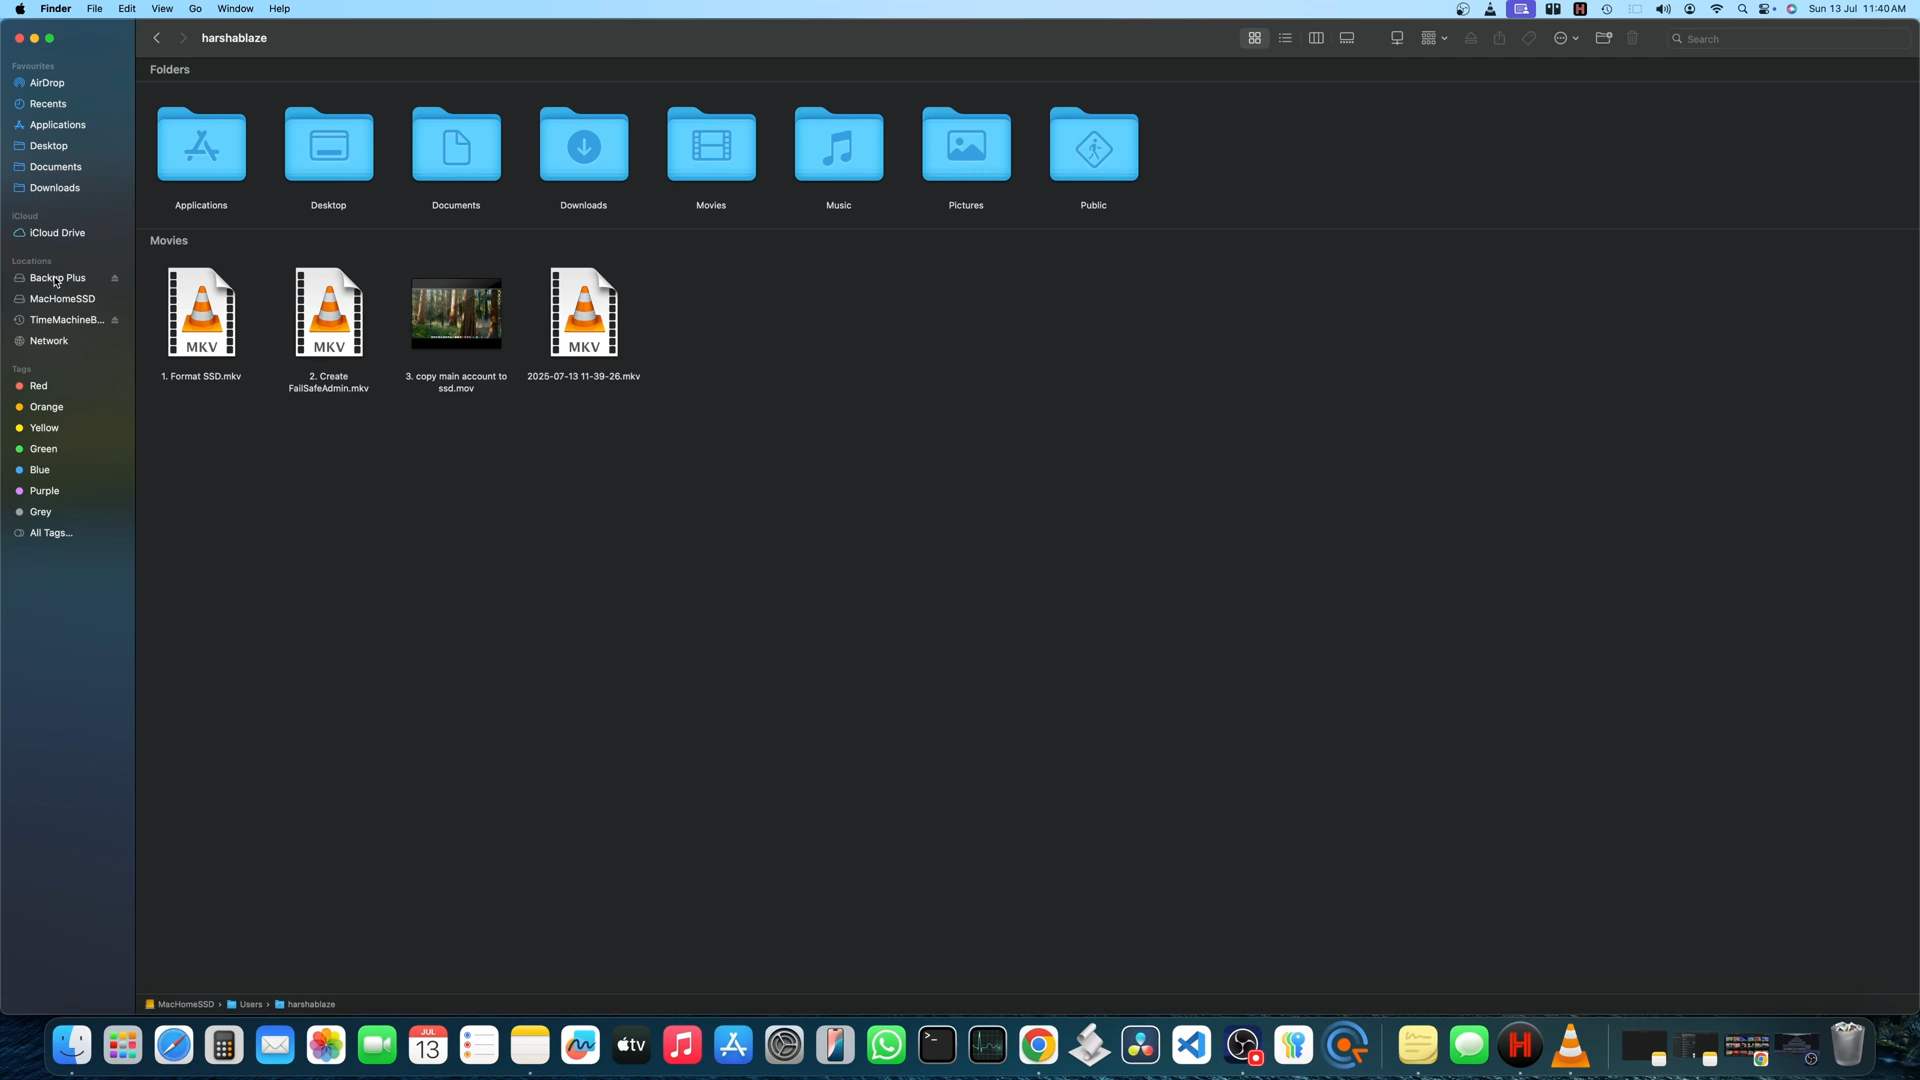 Finder File Edit View Go Window Help
Sun 13 Jul 11:40 AM
harshablaze
Search
Favourites
AirDrop
Recents
Applications
Desktop
Documents
Downloads
iCloud
iCloud Drive
Locations
Backup Plus
MacHomeSSD
TimeMachineB...
Network
Tags
Red
Orange
Yellow
Green
Blue
Purple
Grey
All Tags...
Folders
Applications Desktop Documents Downloads Movies Music Pictures Public
Movies
MKV MKV MKV
1. Format SSD.mkv
2. Create
FailSafeAdmin.mkv
3. copy main account to
ssd.mov
2025-07-13 11-39-26.mkv
MacHomeSSD › Users › harshablaze
JUL
13
tv
H